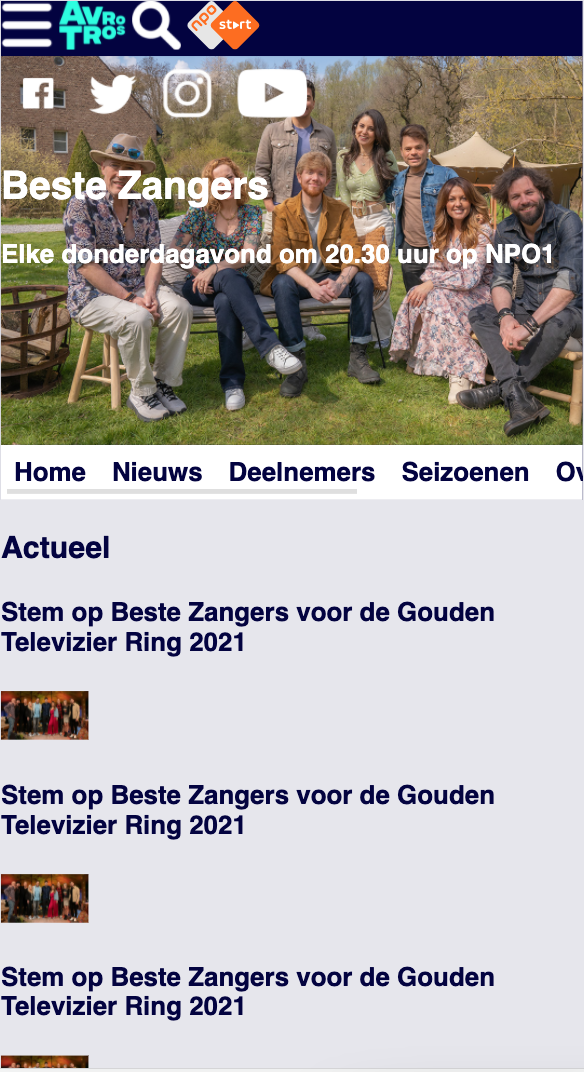 AVROTROS
npo start
Beste Zangers
Elke donderdagavond om 20.30 uur op NPO1
Home Nieuws Deelnemers Seizoenen Ov
Actueel
Stem op Beste Zangers voor de Gouden
Televizier Ring 2021
Stem op Beste Zangers voor de Gouden
Televizier Ring 2021
Stem op Beste Zangers voor de Gouden
Televizier Ring 2021